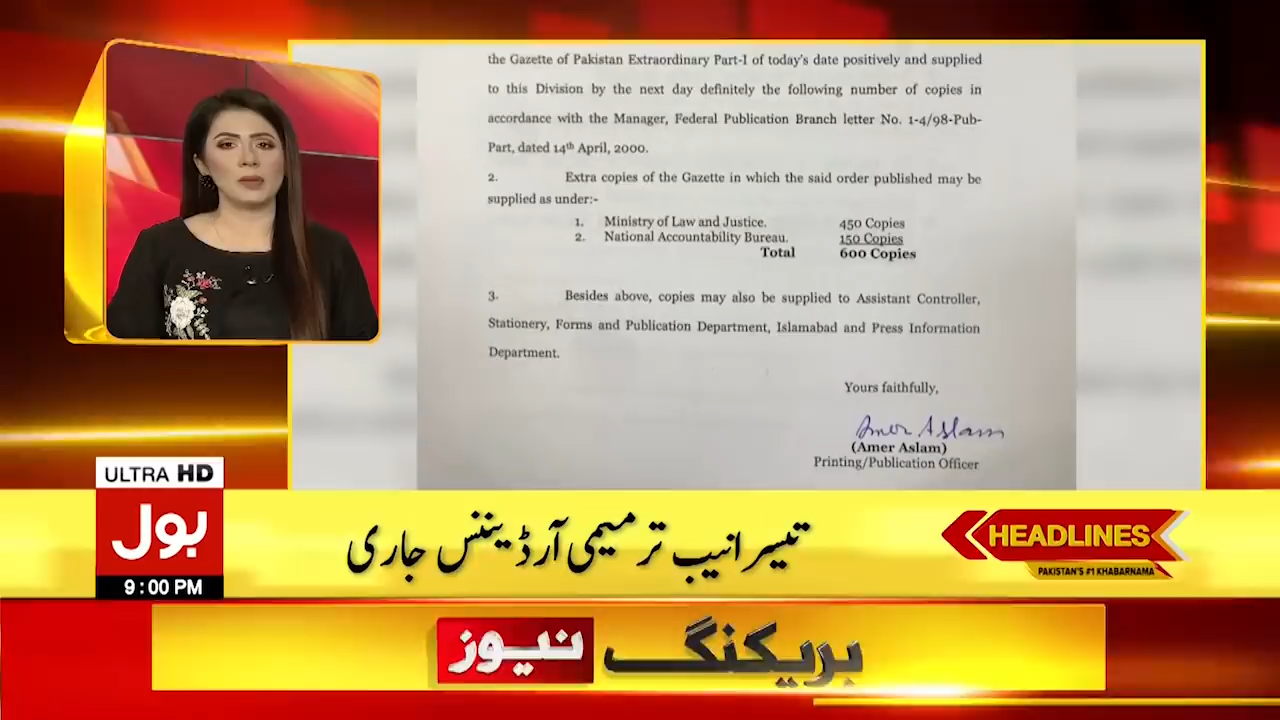 the Gazette of Pakistan Extraordinary Part-I of today's date positively and supplied
to this Division by the next day definitely the following number of copies in
accordance with the Manager, Federal Publication Branch letter No. 1-4/98-Pub-
Part, dated 14th April, 2000.
2. Extra copies of the Gazette in which the said order published may be
supplied as under:-
1. Ministry of Law and Justice. 450 Copies
2. National Accountability Bureau. 150 Copies
Total 600 Copies
3. Besides above, copies may also be supplied to Assistant Controller,
Stationery, Forms and Publication Department, Islamabad and Press Information
Department.
Yours faithfully,
Amer Aslam
(Amer Aslam)
Printing/Publication Officer
ULTRA HD
بول
9:00 PM
تیسرا نیب ترمیمی آرڈیننس جاری
HEADLINES
PAKISTAN'S #1 KHABARNAMA
بریکنگ نیوز